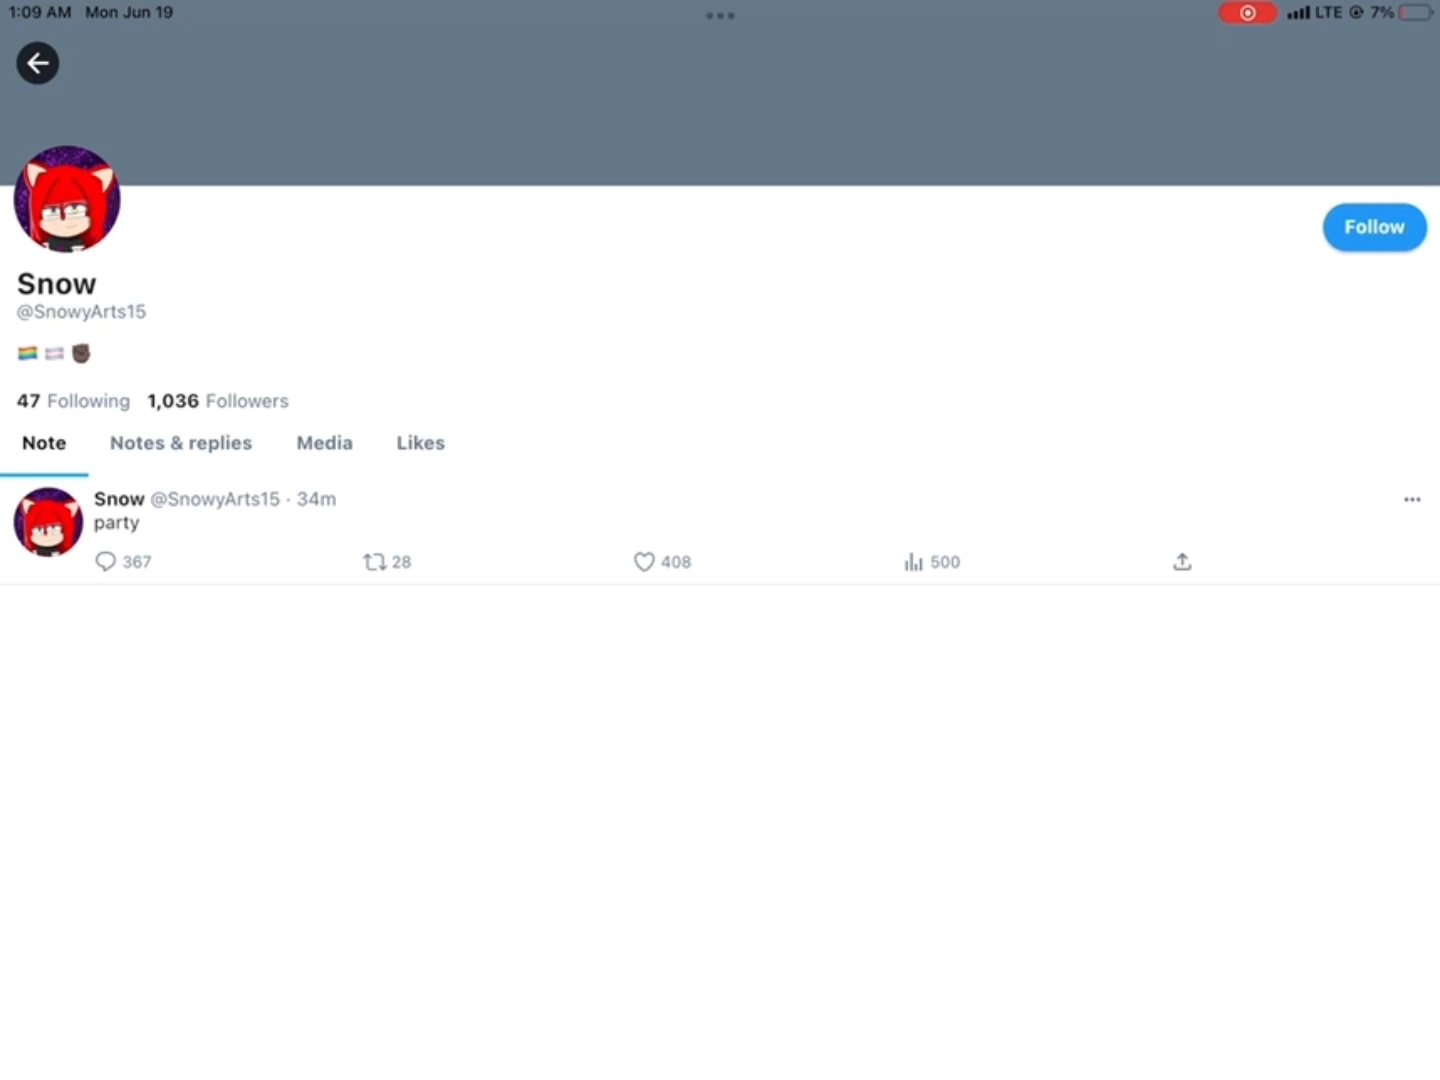 1:09 AM Mon Jun 19
LTE 7%
Follow
Snow
@SnowyArts15
47 Following 1,036 Followers
Note Notes & replies Media Likes
Snow @SnowyArts15 · 34m
party
367 28 408 500